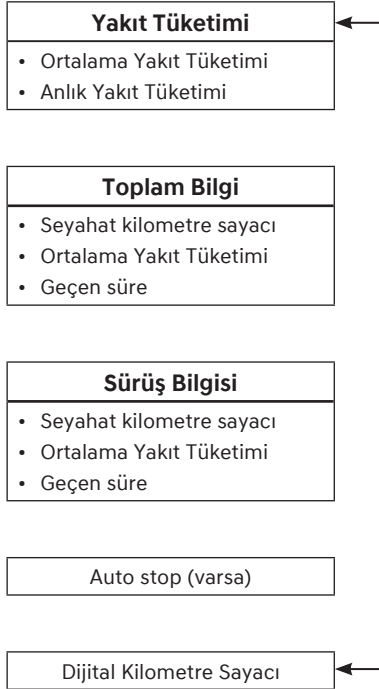 Yakıt Tüketimi
• Ortalama Yakıt Tüketimi
• Anlık Yakıt Tüketimi
Toplam Bilgi
• Seyahat kilometre sayacı
• Ortalama Yakıt Tüketimi
• Geçen süre
Sürüş Bilgisi
• Seyahat kilometre sayacı
• Ortalama Yakıt Tüketimi
• Geçen süre
Auto stop (varsa)
Dijital Kilometre Sayacı